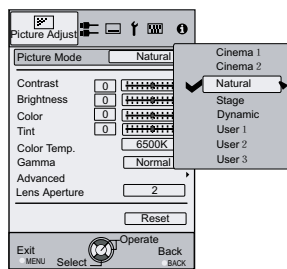 Picture Adjust
Picture Mode Natural
Contrast 0
Brightness 0
Color 0
Tint 0
Color Temp. 6500K
Gamma Normal
Advanced
Lens Aperture 2
Reset
Exit
MENU
Select
Operate
Back
BACK
Cinema 1
Cinema 2
Natural
Stage
Dynamic
User 1
User 2
User 3